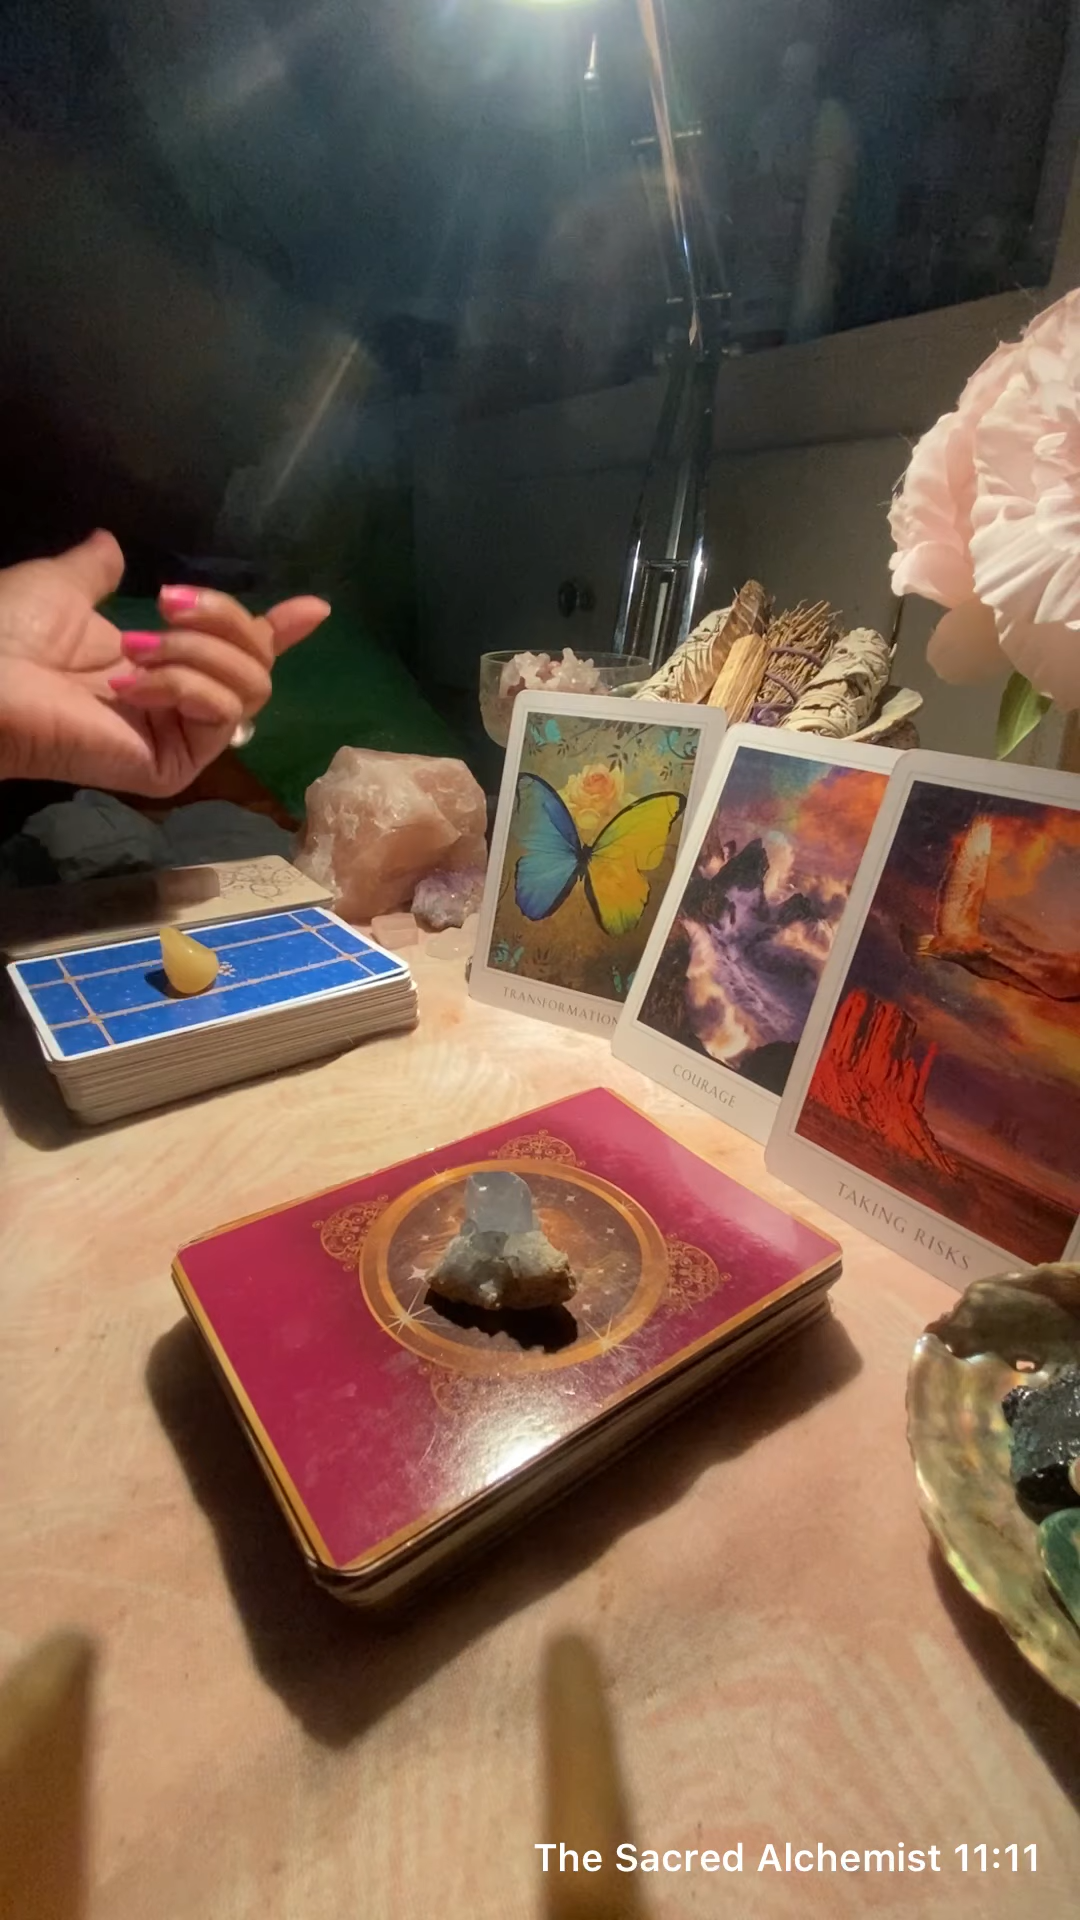 TRANSFORMATION
COURAGE
TAKING RISKS
The Sacred Alchemist 11:11